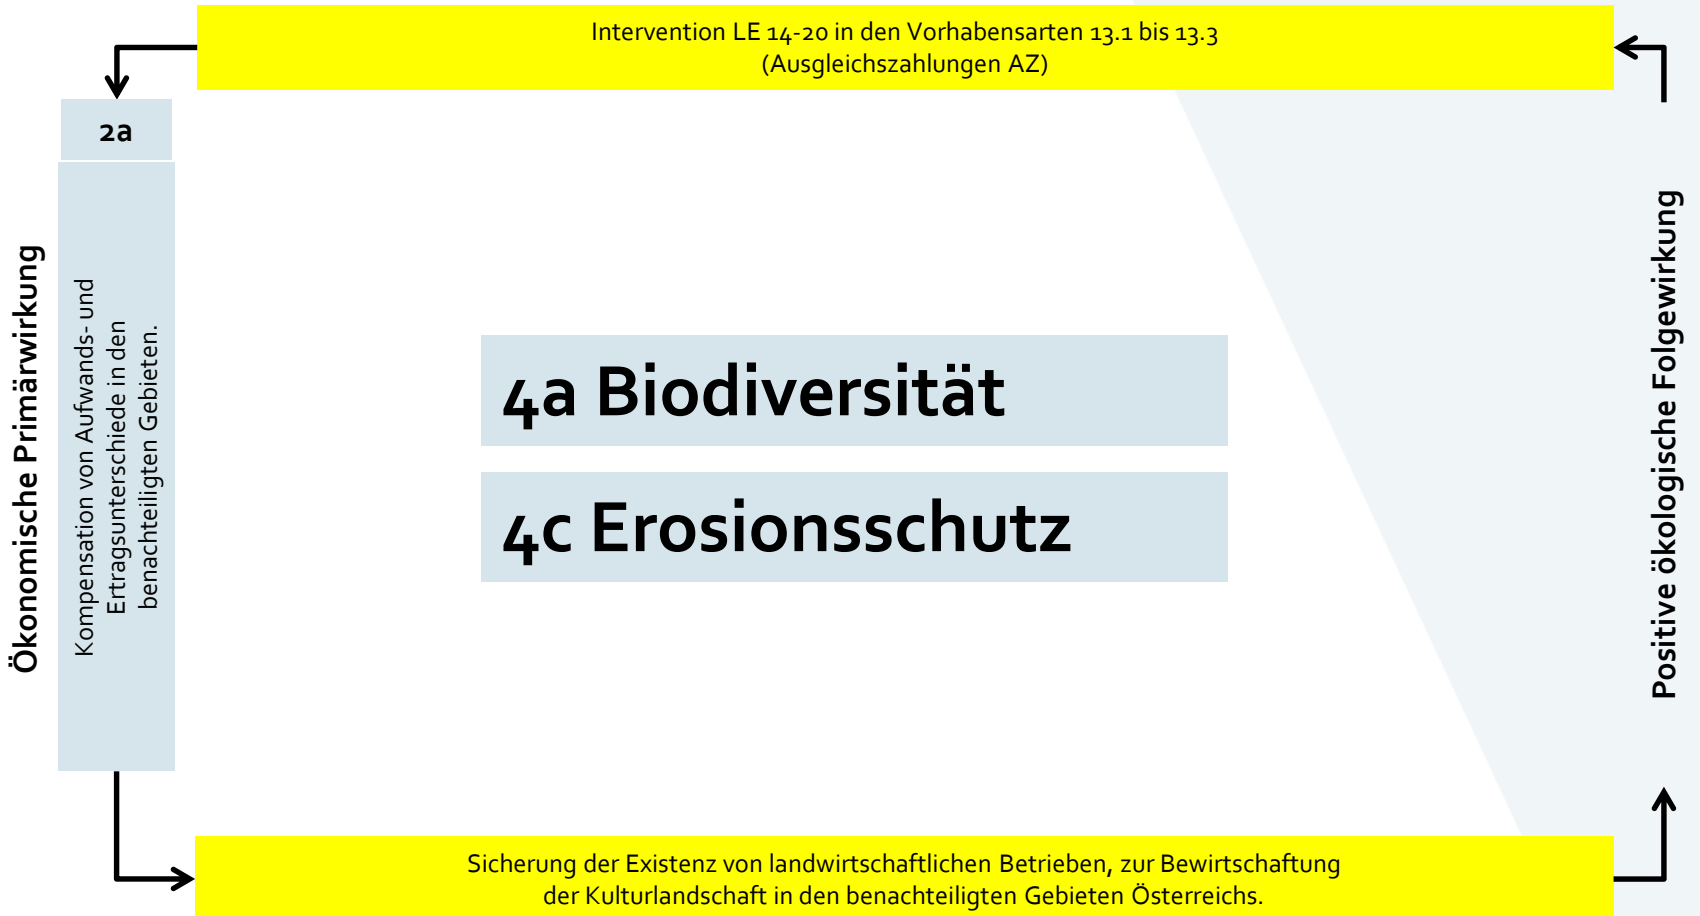 Intervention LE 14-20 in den Vorhabensarten 13.1 bis 13.3
(Ausgleichszahlungen AZ)
2a
Ökonomische Primärwirkung
Kompensation von Aufwands- und
Ertragsunterschiede in den
benachteiligten Gebieten.
4a Biodiversität
4c Erosionsschutz
Positive ökologische Folgewirkung
Sicherung der Existenz von landwirtschaftlichen Betrieben, zur Bewirtschaftung
der Kulturlandschaft in den benachteiligten Gebieten Österreichs.